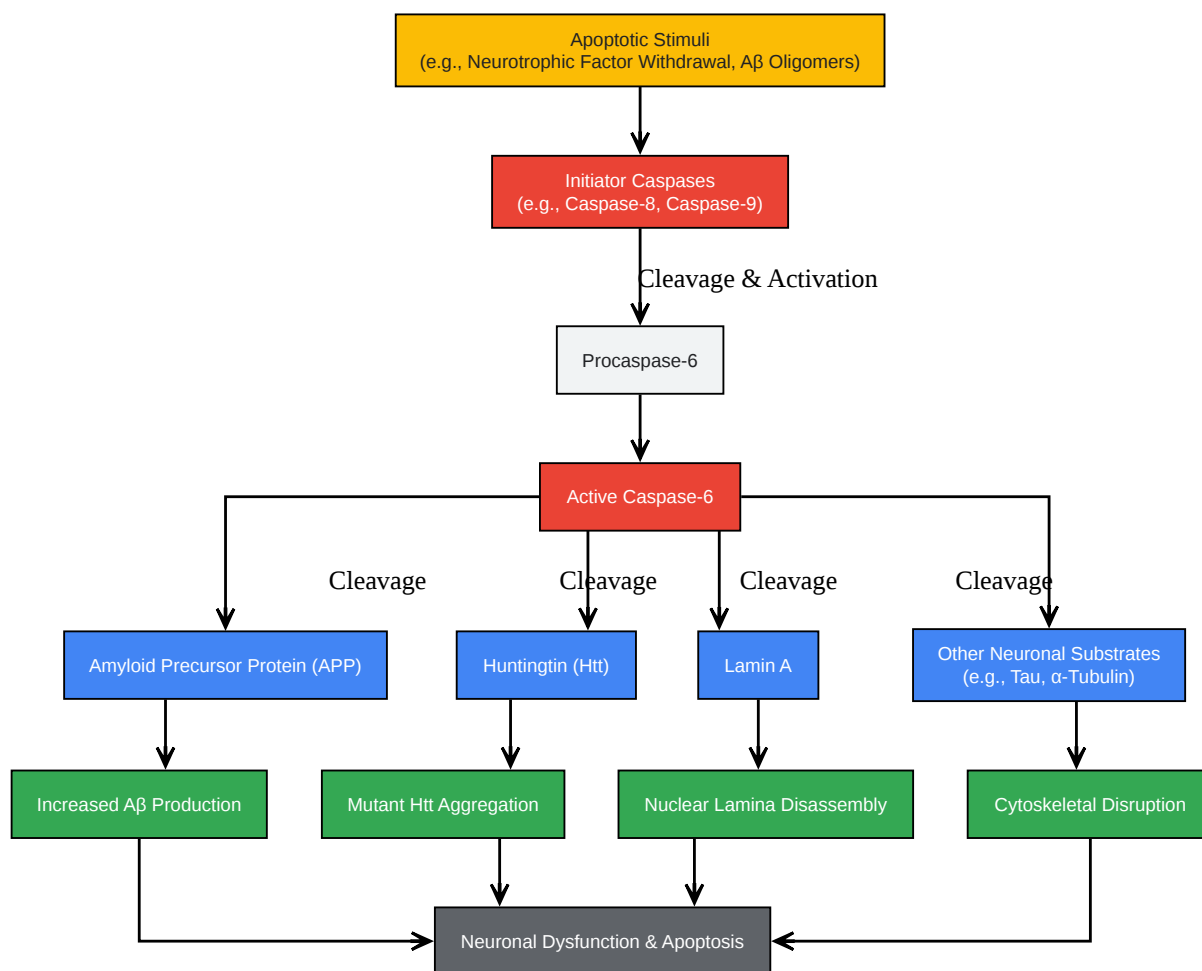 Apoptotic Stimuli
(e.g., Neurotrophic Factor Withdrawal, Aβ Oligomers)
Initiator Caspases
(e.g., Caspase-8, Caspase-9)
Cleavage & Activation
Procaspase-6
Active Caspase-6
Cleavage
Cleavage
Cleavage
Cleavage
Amyloid Precursor Protein (APP)
Huntingtin (Htt)
Lamin A
Other Neuronal Substrates
(e.g., Tau, α-Tubulin)
Increased Aβ Production
Mutant Htt Aggregation
Nuclear Lamina Disassembly
Cytoskeletal Disruption
Neuronal Dysfunction & Apoptosis